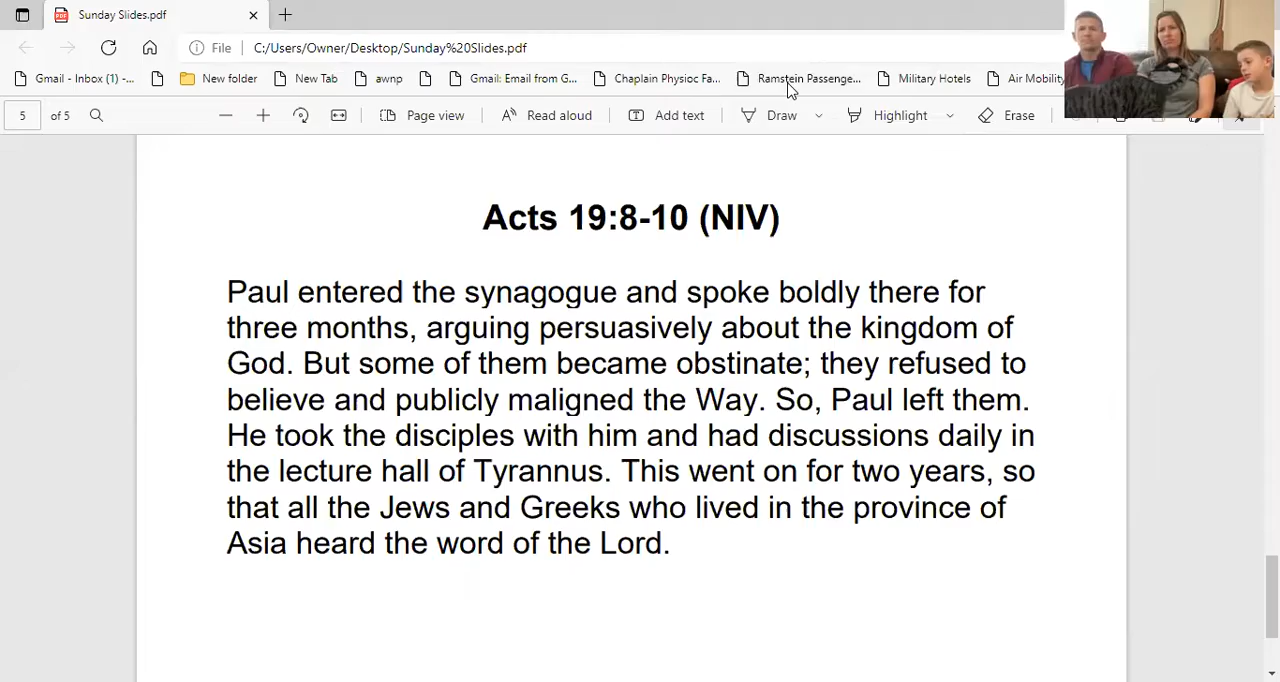 Sunday Slides.pdf
File C:/Users/Owner/Desktop/Sunday%20Slides.pdf
Gmail - Inbox (1) -... New folder New Tab awnp Gmail: Email from G... Chaplain Physioc Fa... Ramstein Passenge... Military Hotels Air Mobility
5 of 5 Page view Read aloud Add text Draw Highlight Erase
Acts 19:8-10 (NIV)
Paul entered the synagogue and spoke boldly there for
three months, arguing persuasively about the kingdom of
God. But some of them became obstinate; they refused to
believe and publicly maligned the Way. So, Paul left them.
He took the disciples with him and had discussions daily in
the lecture hall of Tyrannus. This went on for two years, so
that all the Jews and Greeks who lived in the province of
Asia heard the word of the Lord.